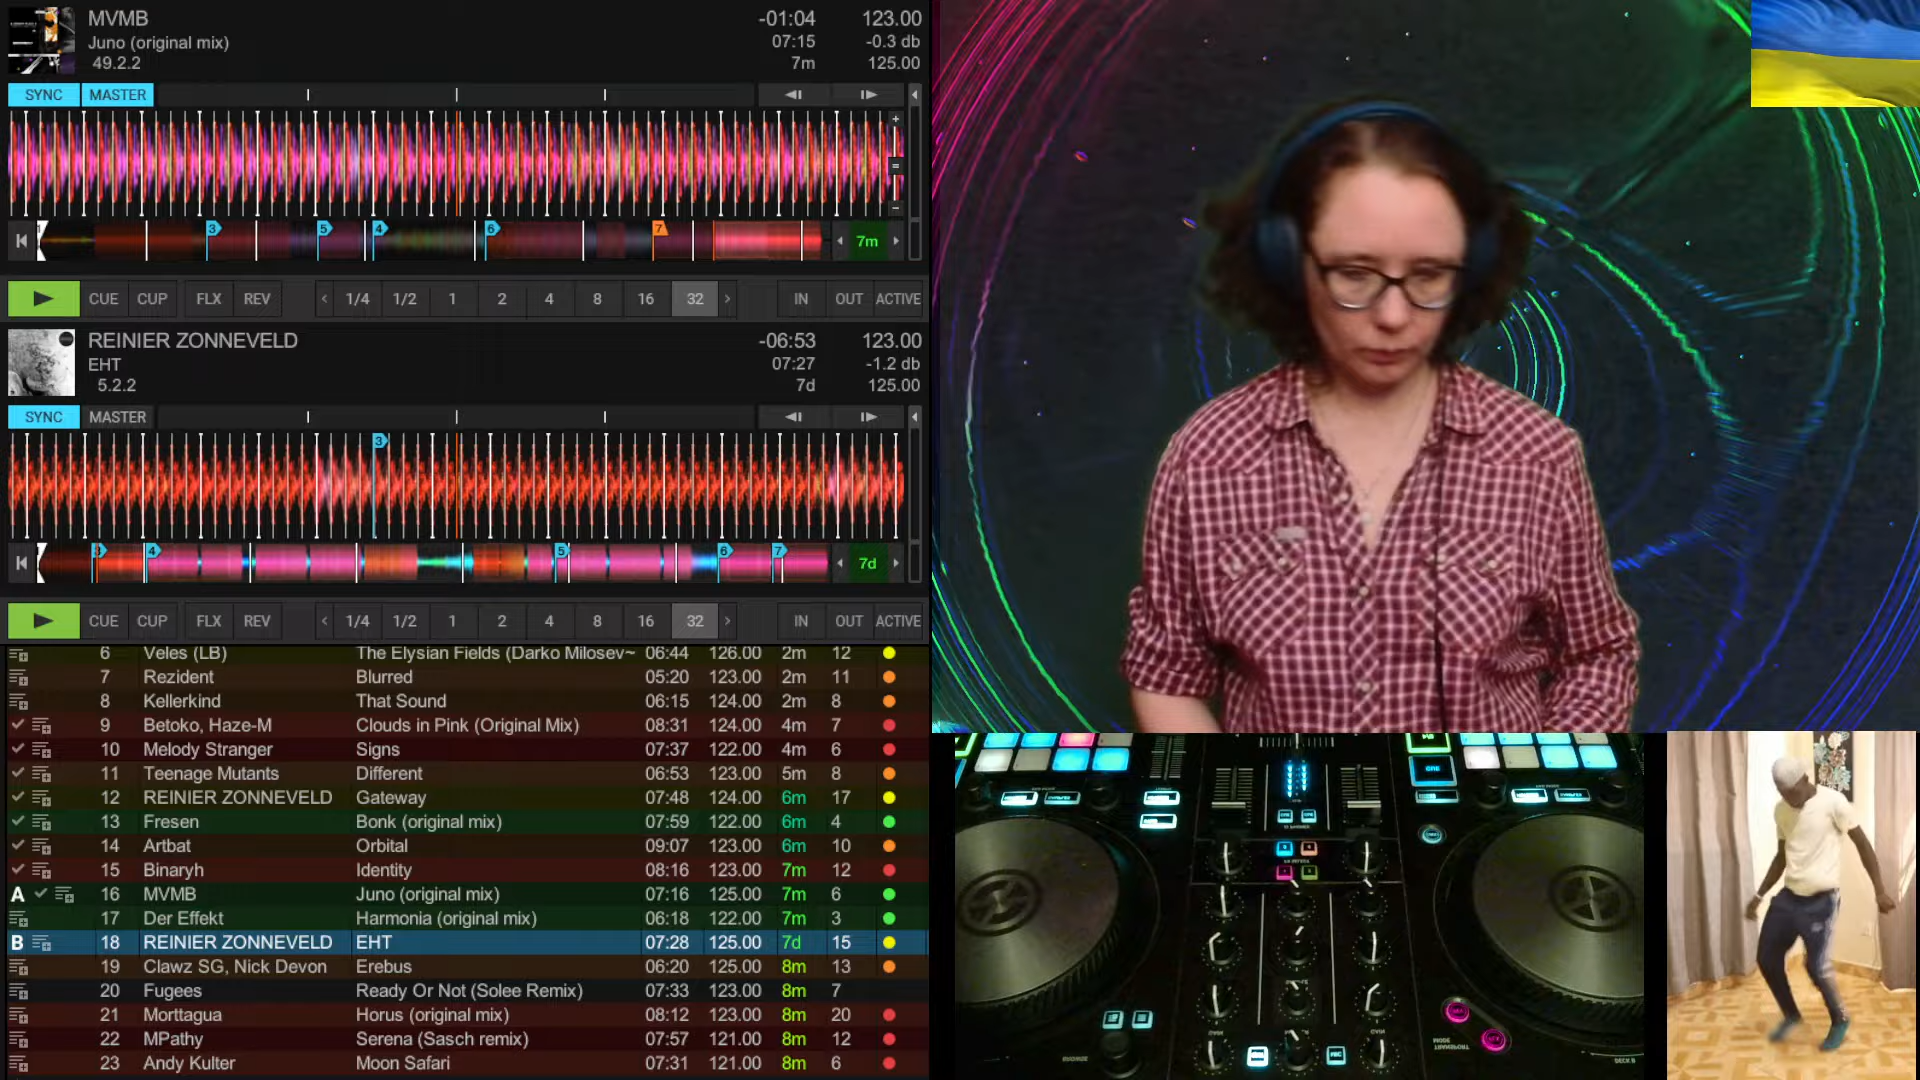 MVMB -01:04 123.00
Juno (original mix) 07:15 -0.3 db
49.2.2 7m 125.00
SYNC MASTER
3 5 4 6 7 7m
CUE CUP FLX REV 1/4 1/2 1 2 4 8 16 32 IN OUT ACTIVE
REINIER ZONNEVELD -06:53 123.00
EHT 07:27 -1.2 db
5.2.2 7d 125.00
SYNC MASTER
3
4 5 6 7 7d
CUE CUP FLX REV 1/4 1/2 1 2 4 8 16 32 IN OUT ACTIVE
6 Veles (LB) The Elysian Fields (Darko Milosev~ 06:44 126.00 2m 12
7 Rezident Blurred 05:20 123.00 2m 11
8 Kellerkind That Sound 06:15 124.00 2m 8
9 Betoko, Haze-M Clouds in Pink (Original Mix) 08:31 124.00 4m 7
10 Melody Stranger Signs 07:37 122.00 4m 6
11 Teenage Mutants Different 06:53 123.00 5m 8
12 REINIER ZONNEVELD Gateway 07:48 124.00 6m 17
13 Fresen Bonk (original mix) 07:59 122.00 6m 4
14 Artbat Orbital 09:07 123.00 6m 10
15 Binaryh Identity 08:16 123.00 7m 12
A 16 MVMB Juno (original mix) 07:16 125.00 7m 6
17 Der Effekt Harmonia (original mix) 06:18 122.00 7m 3
B 18 REINIER ZONNEVELD EHT 07:28 125.00 7d 15
19 Clawz SG, Nick Devon Erebus 06:20 125.00 8m 13
20 Fugees Ready Or Not (Solee Remix) 07:33 123.00 8m 7
21 Morttagua Horus (original mix) 08:12 123.00 8m 20
22 MPathy Serena (Sasch remix) 07:57 121.00 8m 12
23 Andy Kulter Moon Safari 07:31 121.00 8m 6